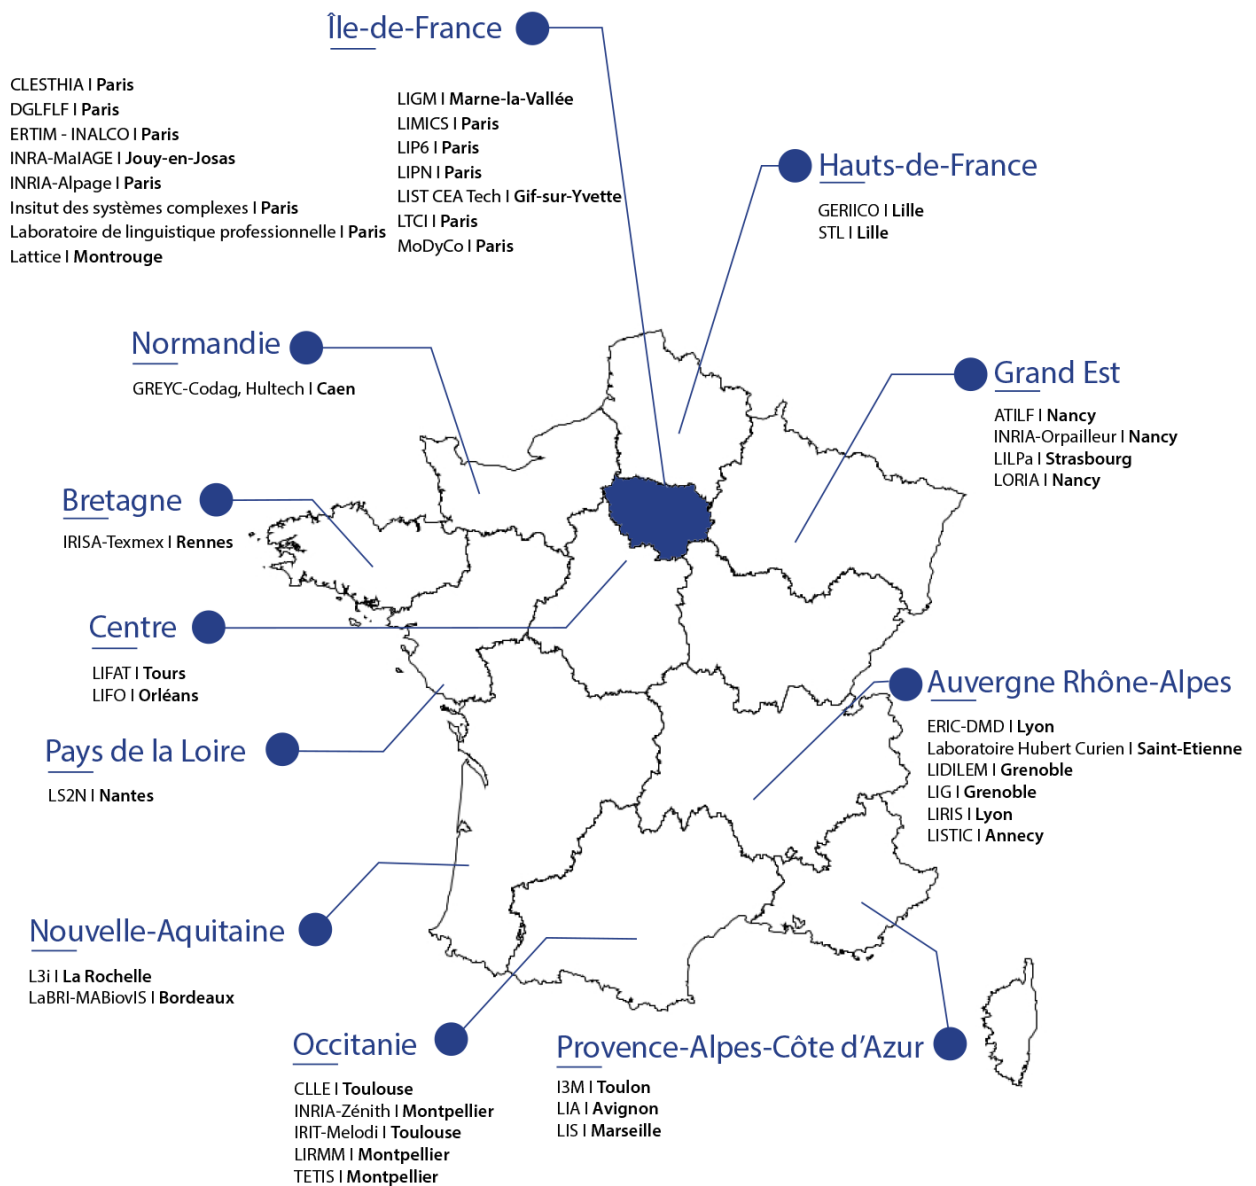 Île-de-France
CLESTHIA I Paris
DGLFLF I Paris
ERTIM - INALCO I Paris
INRA-MaIAGE I Jouy-en-Josas
INRIA-Alpage I Paris
Insitut des systèmes complexes I Paris
Laboratoire de linguistique professionnelle I Paris
Lattice I Montrouge
LIGM I Marne-la-Vallée
LIMICS I Paris
LIP6 I Paris
LIPN I Paris
LIST CEA Tech I Gif-sur-Yvette
LTCI I Paris
MoDyCo I Paris
Hauts-de-France
GERIICO I Lille
STL I Lille
Normandie
GREYC-Codag, Hultech I Caen
Grand Est
ATILF I Nancy
INRIA-Orpailleur I Nancy
LILPa I Strasbourg
LORIA I Nancy
Bretagne
IRISA-Texmex I Rennes
Centre
LIFAT I Tours
LIFO I Orléans
Auvergne Rhône-Alpes
ERIC-DMD I Lyon
Laboratoire Hubert Curien I Saint-Etienne
LIDILEM I Grenoble
LIG I Grenoble
LIRIS I Lyon
LISTIC I Annecy
Pays de la Loire
LS2N I Nantes
Nouvelle-Aquitaine
L3i I La Rochelle
LaBRI-MABiovIS I Bordeaux
Occitanie
CLLE I Toulouse
INRIA-Zénith I Montpellier
IRIT-Melodi I Toulouse
LIRMM I Montpellier
TETIS I Montpellier
Provence-Alpes-Côte d'Azur
I3M I Toulon
LIA I Avignon
LIS I Marseille